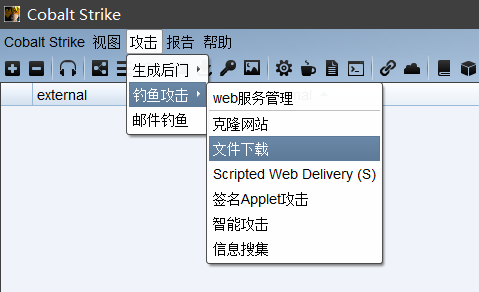 Cobalt Strike
Cobalt Strike 视图 攻击 报告 帮助
生成后门
external
钓鱼攻击
web服务管理
邮件钓鱼
克隆网站
文件下载
Scripted Web Delivery (S)
签名Applet攻击
智能攻击
信息搜集